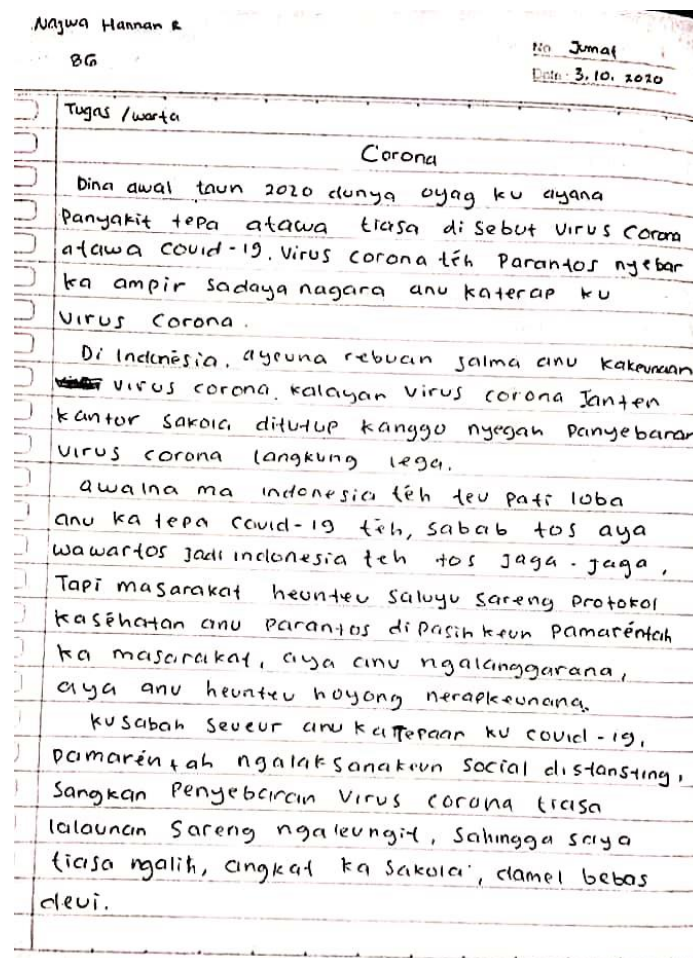 Najwa Hannan R
8G
No Jumat
Date 3.10.2020
Tugas /warta
Corona
Dina awal taun 2020 dunya oyag ku ayana
Panyakit tepa atawa tiasa di sebut virus corona
atawa covid-19. Virus corona téh Parantos nyebar
ka ampir sadaya nagara anu katerap ku
virus corona.
Di Indonésia, ayeuna rebuan jalma anu kakeunaan
virus corona. kalayan virus corona Janten
kantor sakola ditutup kanggo nyegah panyebaran
virus corona langkung lega.
awalna ma indonesia téh teu pati loba
anu ka tepa covid-19 téh, sabab tos aya
wawartos jadi indonesia teh tos jaga-jaga,
Tapi masarakat heunteu saluyu sareng protokol
kaséhatan anu parantos dipasihkeun pamaréntah
ka masarakat, aya anu ngalanggarana,
aya anu heunteu hoyong nerapkeunana.
kusabab seueur anu katepaan ku covid-19,
pamaréntah ngalaksanakeun social distansting,
Sangkan Penyebaran virus corona tiasa
lalaunan sareng ngaleungit, sahingga saya
tiasa ngalih, angkat ka sakola, damel bebas
deui.